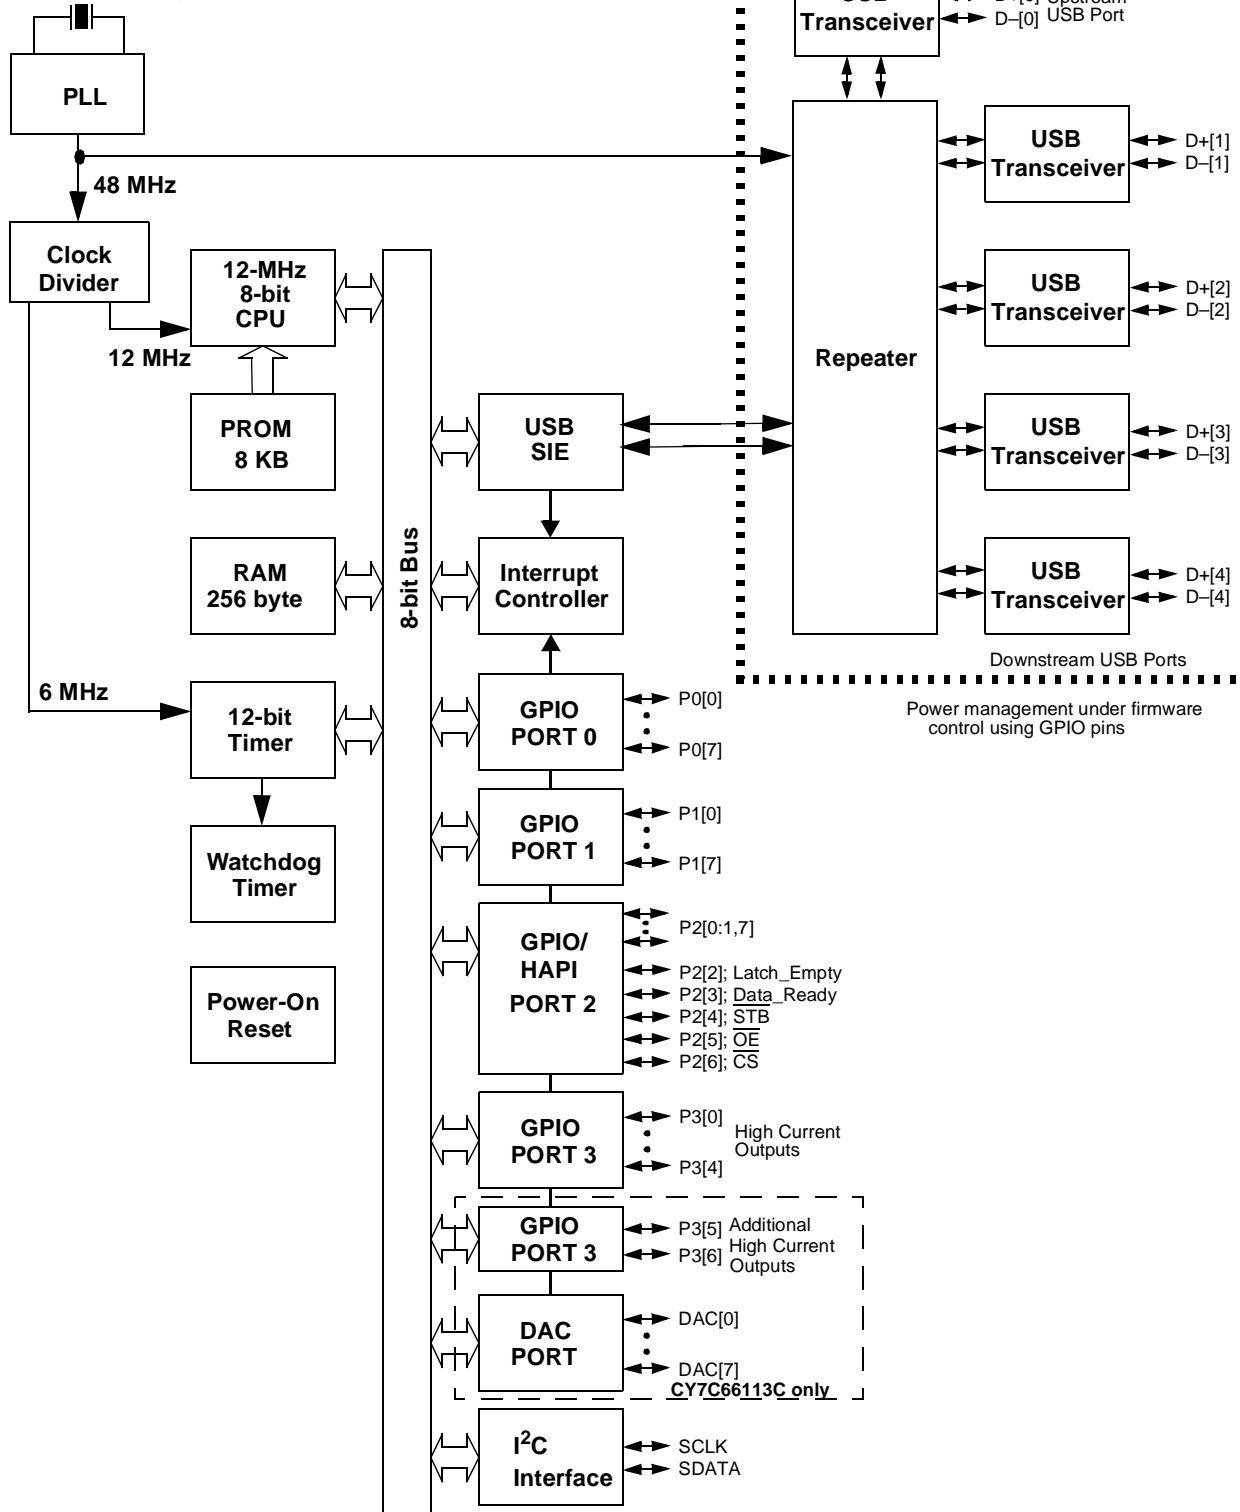 Transceiver
D–[0] USB Port
PLL
48 MHz
Clock
Divider
12-MHz
8-bit
CPU
12 MHz
PROM
8 KB
RAM
256 byte
6 MHz
12-bit
Timer
Watchdog
Timer
Power-On
Reset
8-bit Bus
USB
SIE
Interrupt
Controller
GPIO
PORT 0
P0[0]
P0[7]
GPIO
PORT 1
P1[0]
P1[7]
GPIO/
HAPI
PORT 2
P2[0:1,7]
P2[2]; Latch_Empty
P2[3]; Data_Ready
P2[4]; STB
P2[5]; OE
P2[6]; CS
GPIO
PORT 3
P3[0]
P3[4]
High Current
Outputs
GPIO
PORT 3
P3[5]
P3[6]
Additional
High Current
Outputs
DAC
PORT
DAC[0]
DAC[7]
CY7C66113C only
I²C
Interface
SCLK
SDATA
Repeater
USB
Transceiver
D+[1]
D–[1]
USB
Transceiver
D+[2]
D–[2]
USB
Transceiver
D+[3]
D–[3]
USB
Transceiver
D+[4]
D–[4]
Downstream USB Ports
Power management under firmware
control using GPIO pins